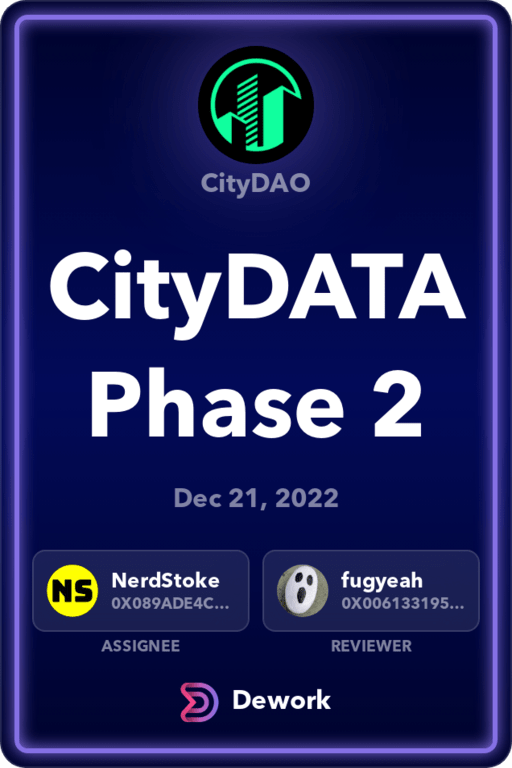 CityDAO
CityDATA
Phase 2
Dec 21, 2022
NS
NerdStoke
0X089ADE4C...
ASSIGNEE
fugyeah
0X006133195...
REVIEWER
Dework